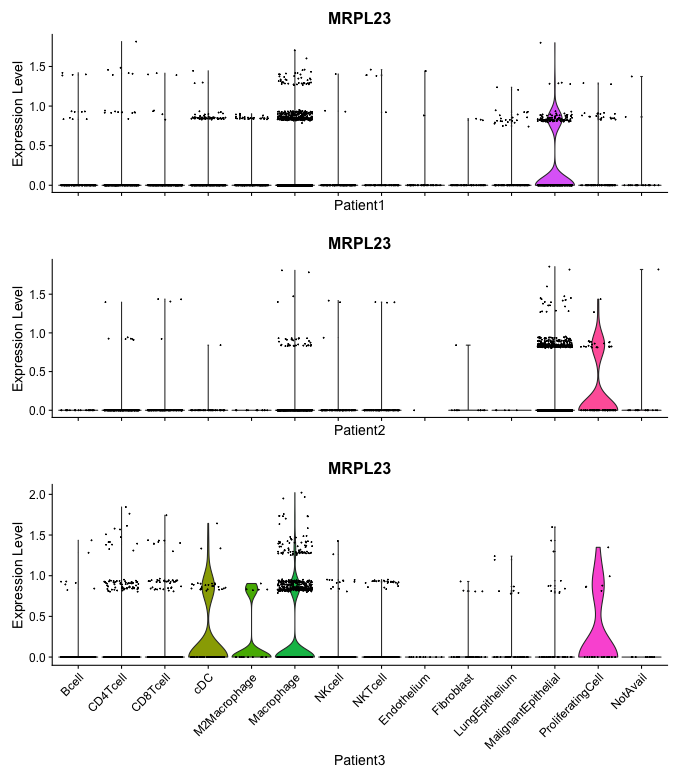 MRPL23
Expression Level
1.5
1.0
0.5
0.0
Patient1
MRPL23
Expression Level
1.5
1.0
0.5
0.0
Patient2
MRPL23
Expression Level
2.0
1.5
1.0
0.5
0.0
Bcell
CD4Tcell
CD8Tcell
cDC
M2Macrophage
Macrophage
NKcell
NKTcell
Endothelium
Fibroblast
LungEpithelium
MalignantEpithelial
ProliferatingCell
NotAvail
Patient3